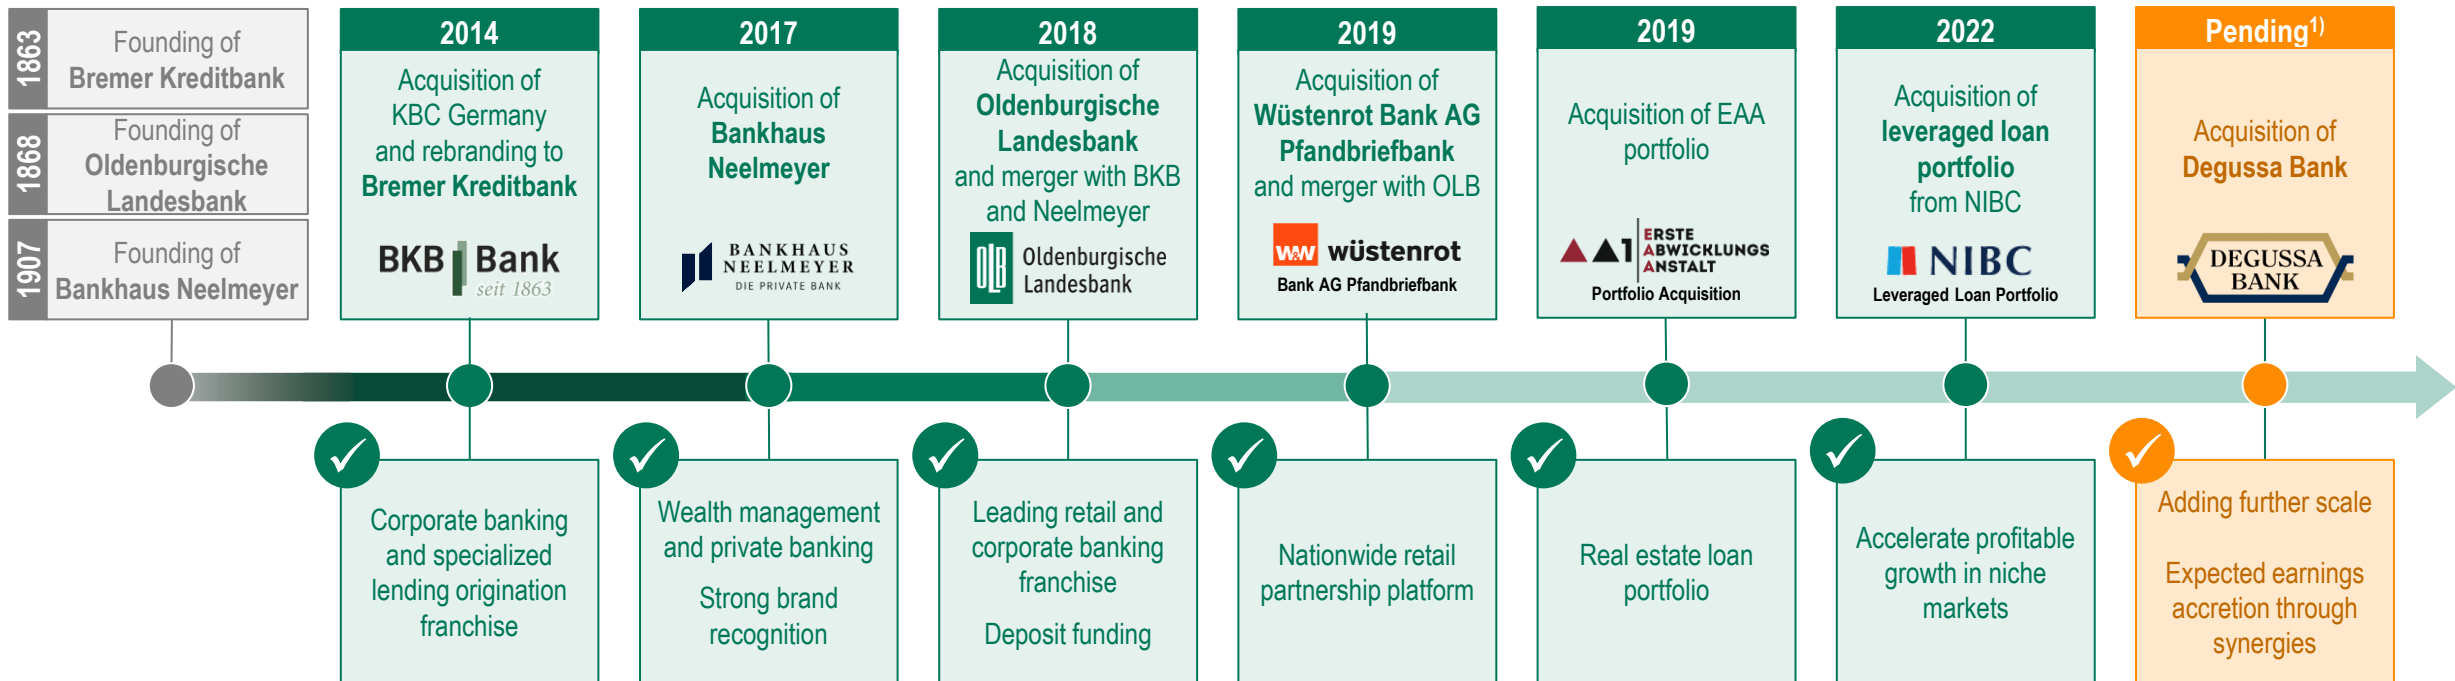 1863
Founding of
Bremer Kreditbank
1868
Founding of
Oldenburgische
Landesbank
1907
Founding of
Bankhaus Neelmeyer
2014
Acquisition of
KBC Germany
and rebranding to
Bremer Kreditbank
BKB Bank
seit 1863
2017
Acquisition of
Bankhaus
Neelmeyer
BANKHAUS
NEELMEYER
DIE PRIVATE BANK
2018
Acquisition of
Oldenburgische
Landesbank
and merger with BKB
and Neelmeyer
OLB
Oldenburgische
Landesbank
2019
Acquisition of
Wüstenrot Bank AG
Pfandbriefbank
and merger with OLB
W&W wüstenrot
Bank AG Pfandbriefbank
2019
Acquisition of EAA
portfolio
ERSTE
ABWICKLUNGS
ANSTALT
Portfolio Acquisition
2022
Acquisition of
leveraged loan
portfolio
from NIBC
NIBC
Leveraged Loan Portfolio
Pending1)
Acquisition of
Degussa Bank
DEGUSSA
BANK
Corporate banking
and specialized
lending origination
franchise
Wealth management
and private banking
Strong brand
recognition
Leading retail and
corporate banking
franchise
Deposit funding
Nationwide retail
partnership platform
Real estate loan
portfolio
Accelerate profitable
growth in niche
markets
Adding further scale
Expected earnings
accretion through
synergies